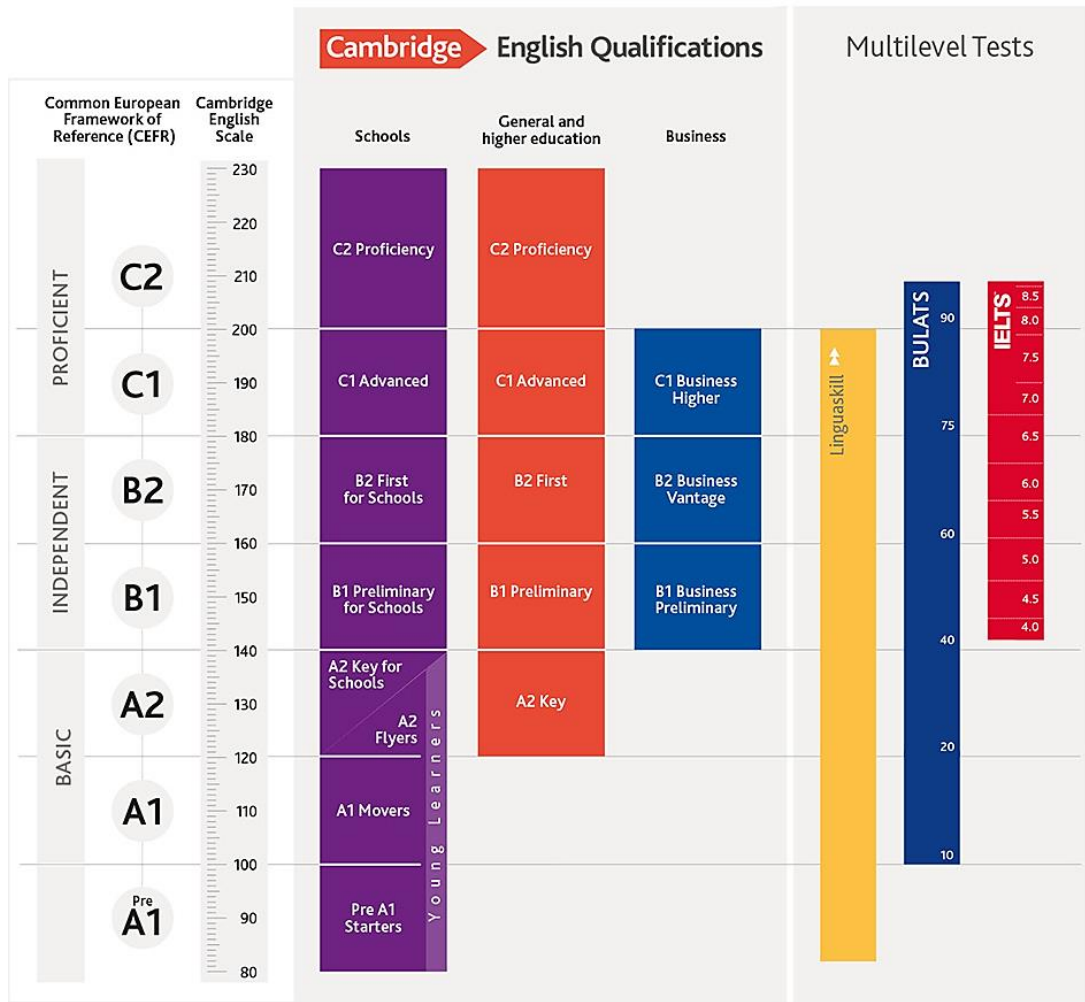 Cambridge English Qualifications
Multilevel Tests
Common European
Framework of
Reference (CEFR)
Cambridge
English
Scale
Schools
General and
higher education
Business
PROFICIENT
INDEPENDENT
BASIC
C2
C1
B2
B1
A2
A1
Pre
A1
230
220
210
200
190
180
170
160
150
140
130
120
110
100
90
80
C2 Proficiency
C1 Advanced
B2 First
for Schools
B1 Preliminary
for Schools
A2 Key for
Schools
A2
Flyers
A1 Movers
Pre A1
Starters
Young Learners
C2 Proficiency
C1 Advanced
B2 First
B1 Preliminary
A2 Key
C1 Business
Higher
B2 Business
Vantage
B1 Business
Preliminary
Linguaskill
BULATS
90
75
60
40
20
10
IELTS
8.5
8.0
7.5
7.0
6.5
6.0
5.5
5.0
4.5
4.0